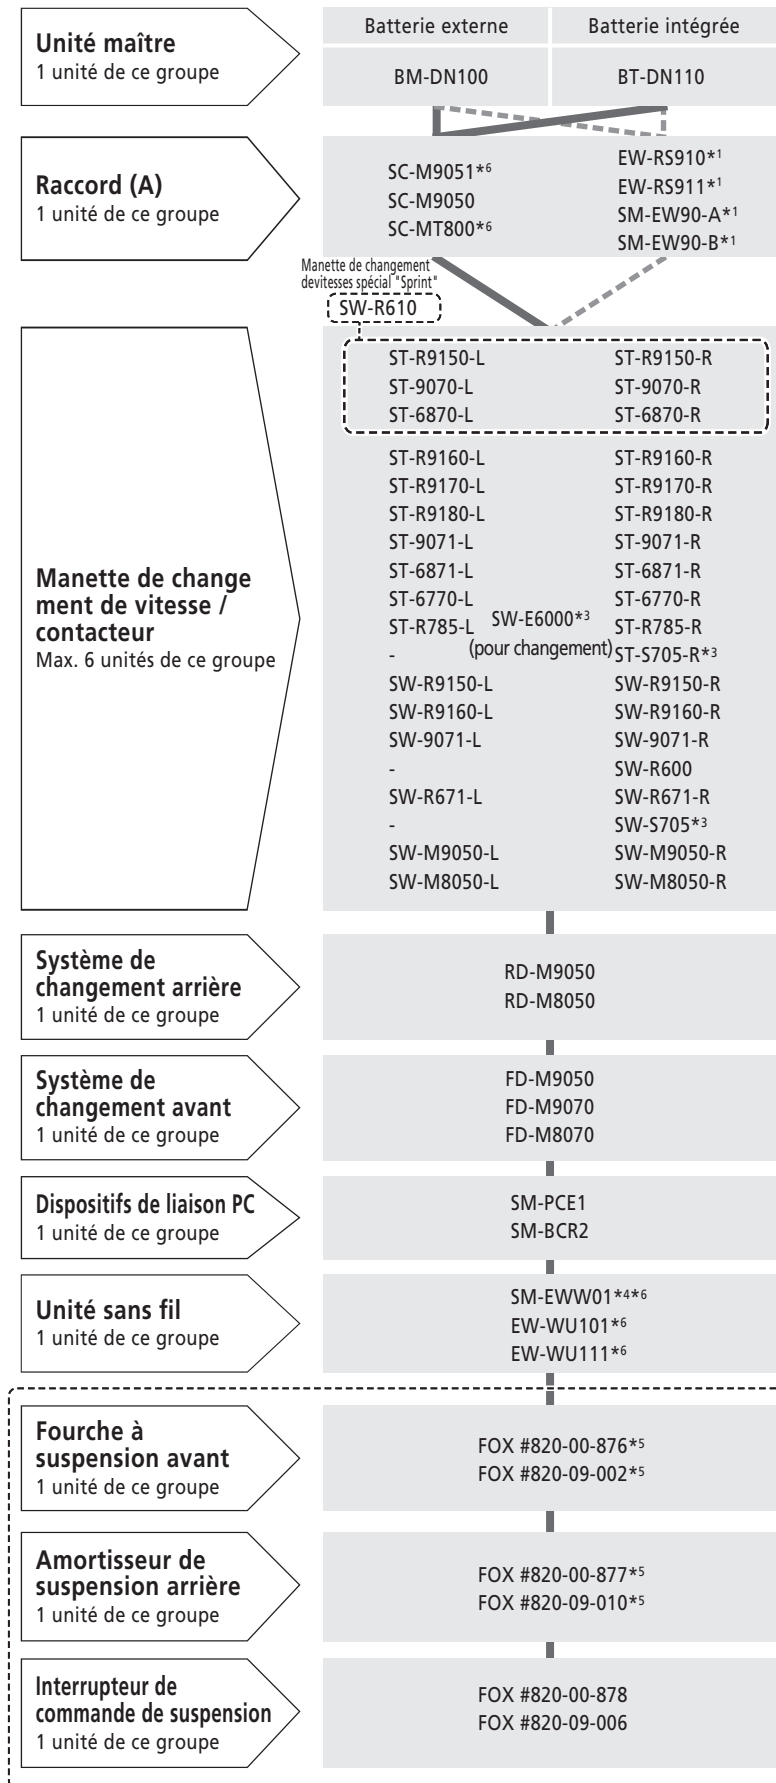 Unité maître
1 unité de ce groupe
Batterie externe
Batterie intégrée
BM-DN100
BT-DN110
Raccord (A)
1 unité de ce groupe
SC-M9051*6
SC-M9050
SC-MT800*6
EW-RS910*1
EW-RS911*1
SM-EW90-A*1
SM-EW90-B*1
Manette de changement
devitesses spécial "Sprint"
SW-R610
Manette de change
ment de vitesse /
contacteur
Max. 6 unités de ce groupe
ST-R9150-L ST-R9150-R
ST-9070-L ST-9070-R
ST-6870-L ST-6870-R
ST-R9160-L ST-R9160-R
ST-R9170-L ST-R9170-R
ST-R9180-L ST-R9180-R
ST-9071-L ST-9071-R
ST-6871-L ST-6871-R
ST-6770-L ST-6770-R
ST-R785-L SW-E6000*3 ST-R785-R
- (pour changement) ST-S705-R*3
SW-R9150-L SW-R9150-R
SW-R9160-L SW-R9160-R
SW-9071-L SW-9071-R
- SW-R600
SW-R671-L SW-R671-R
- SW-S705*3
SW-M9050-L SW-M9050-R
SW-M8050-L SW-M8050-R
Système de
changement arrière
1 unité de ce groupe
RD-M9050
RD-M8050
Système de
changement avant
1 unité de ce groupe
FD-M9050
FD-M9070
FD-M8070
Dispositifs de liaison PC
1 unité de ce groupe
SM-PCE1
SM-BCR2
Unité sans fil
1 unité de ce groupe
SM-EWW01*4*6
EW-WU101*6
EW-WU111*6
Fourche à
suspension avant
1 unité de ce groupe
FOX #820-00-876*5
FOX #820-09-002*5
Amortisseur de
suspension arrière
1 unité de ce groupe
FOX #820-00-877*5
FOX #820-09-010*5
Interrupteur de
commande de suspension
1 unité de ce groupe
FOX #820-00-878
FOX #820-09-006